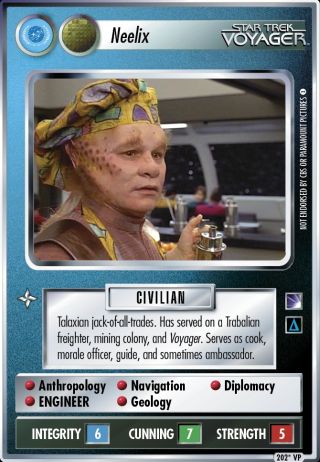 Neelix
STAR TREK
VOYAGER
NOT ENDORSED BY CBS OR PARAMOUNT PICTURES
CIVILIAN
Talaxian jack-of-all-trades. Has served on a Trabalian
freighter, mining colony, and Voyager. Serves as cook,
morale officer, guide, and sometimes ambassador.
Anthropology
Navigation
Diplomacy
ENGINEER
Geology
INTEGRITY 6 CUNNING 7 STRENGTH 5
202* VP